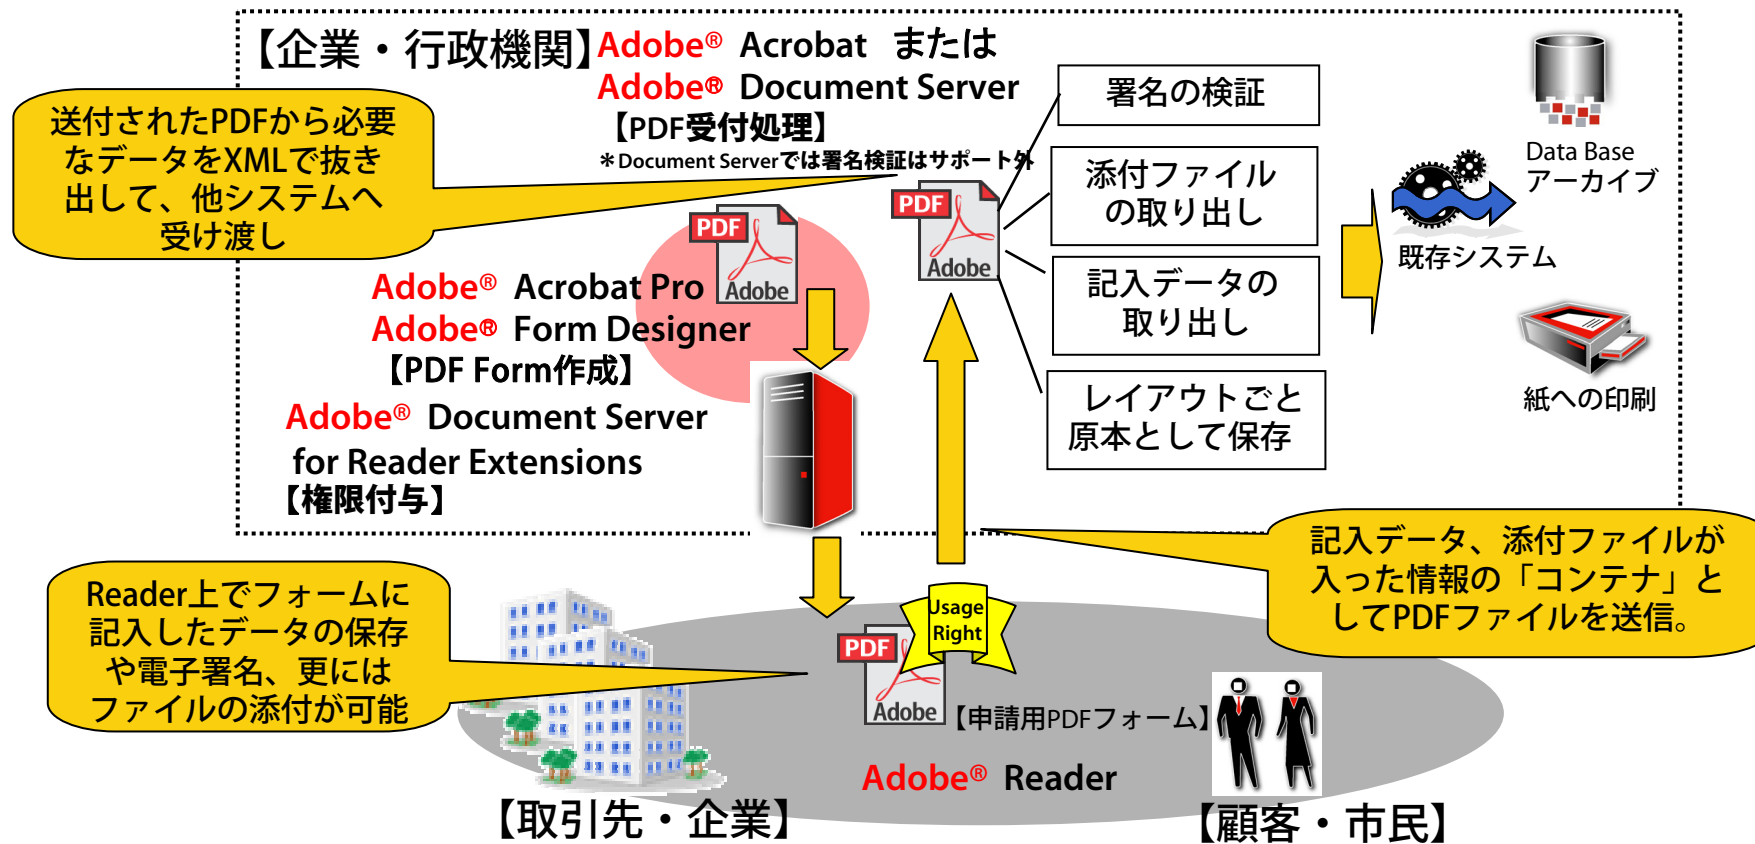 【企業・行政機関】
Adobe® Acrobat または
Adobe® Document Server
【PDF受付処理】
＊Document Serverでは署名検証はサポート外
送付されたPDFから必要
なデータをXMLで抜き
出して、他システムへ
受け渡し
PDF
Adobe
PDF
Adobe
署名の検証
添付ファイル
の取り出し
記入データの
取り出し
レイアウトごと
原本として保存
Data Base
アーカイブ
既存システム
紙への印刷
Adobe® Acrobat Pro
Adobe® Form Designer
【PDF Form作成】
Adobe® Document Server
for Reader Extensions
【権限付与】
記入データ、添付ファイルが
入った情報の「コンテナ」と
してPDFファイルを送信。
Reader上でフォームに
記入したデータの保存
や電子署名、更には
ファイルの添付が可能
Usage
Right
PDF
Adobe
【申請用PDFフォーム】
Adobe® Reader
【取引先・企業】
【顧客・市民】